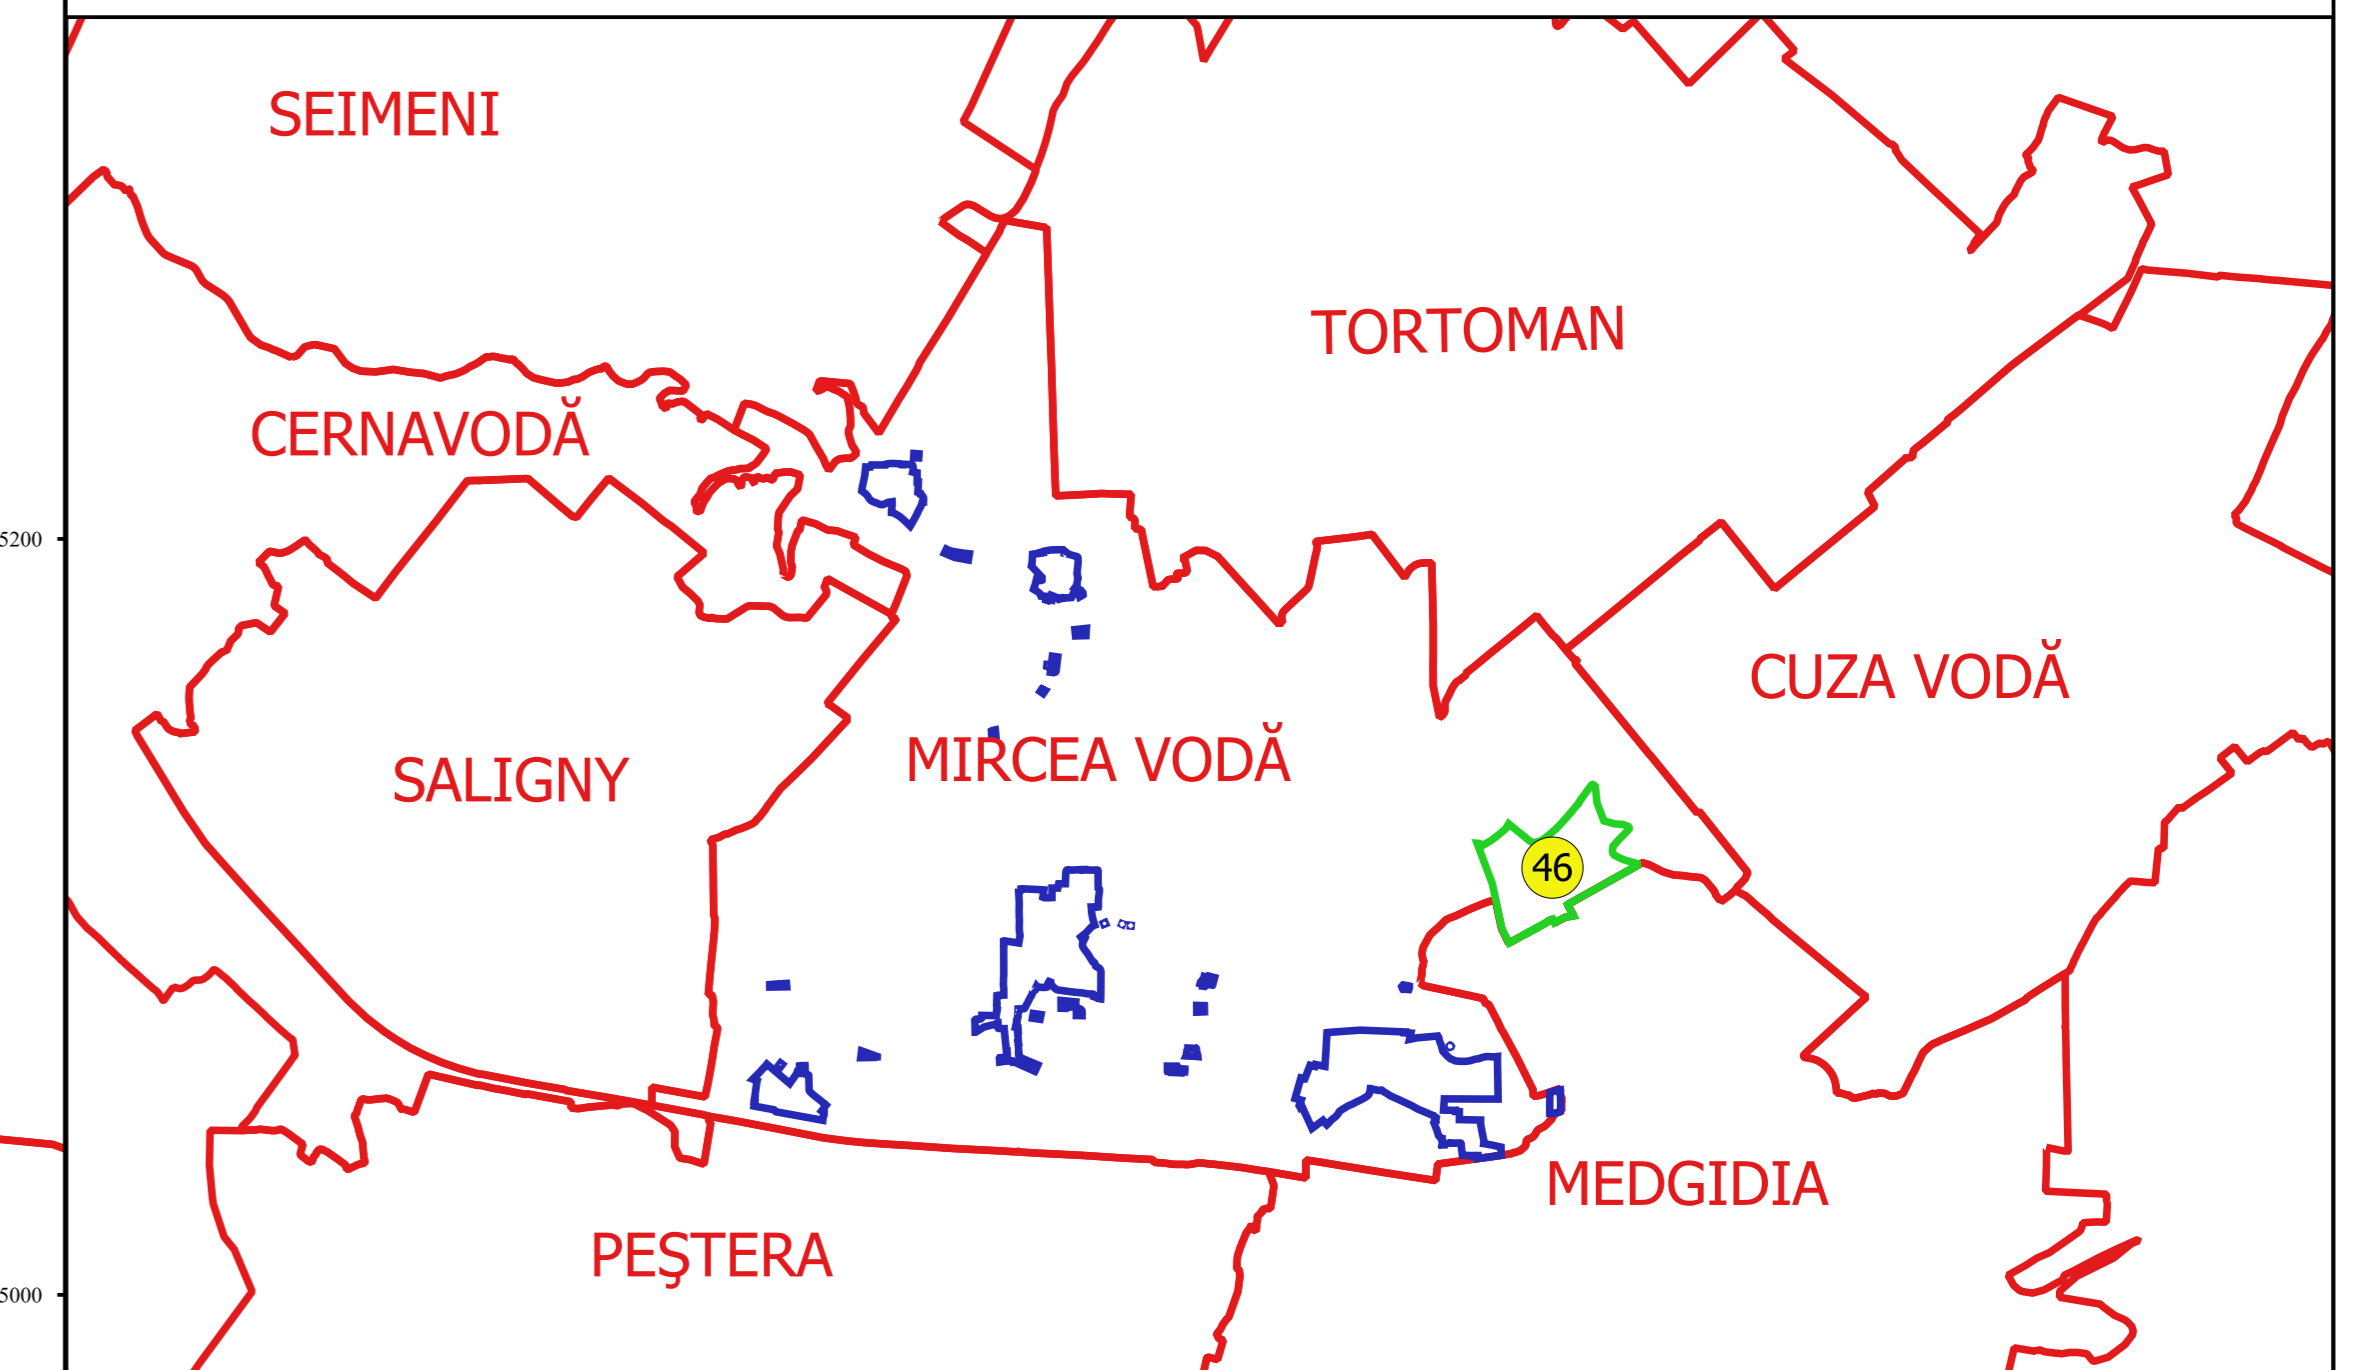 SEIMENI
TORTOMAN
CERNAVODĂ
5200
CUZA VODĂ
MIRCEA VODĂ
SALIGNY
46
MEDGIDIA
PEŞTERA
5000